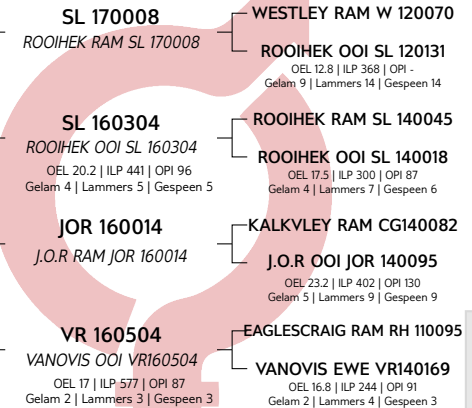 SL 170008
ROOIHEK RAM SL 170008
WESTLEY RAM W 120070
ROOIHEK OOI SL 120131
OEL 12.8 | ILP 368 | OPI -
Gelam 9 | Lammers 14 | Gespeen 14
SL 160304
ROOIHEK OOI SL 160304
OEL 20.2 | ILP 441 | OPI 96
Gelam 4 | Lammers 5 | Gespeen 5
ROOIHEK RAM SL 140045
ROOIHEK OOI SL 140018
OEL 17.5 | ILP 300 | OPI 87
Gelam 4 | Lammers 7 | Gespeen 6
JOR 160014
J.O.R RAM JOR 160014
KALKVLEY RAM CG140082
J.O.R OOI JOR 140095
OEL 23.2 | ILP 402 | OPI 130
Gelam 5 | Lammers 9 | Gespeen 9
VR 160504
VANOVIS OOI VR160504
OEL 17 | ILP 577 | OPI 87
Gelam 2 | Lammers 3 | Gespeen 3
EAGLESCRAIG RAM RH 110095
VANOVIS EWE VR140169
OEL 16.8 | ILP 244 | OPI 91
Gelam 2 | Lammers 4 | Gespeen 3